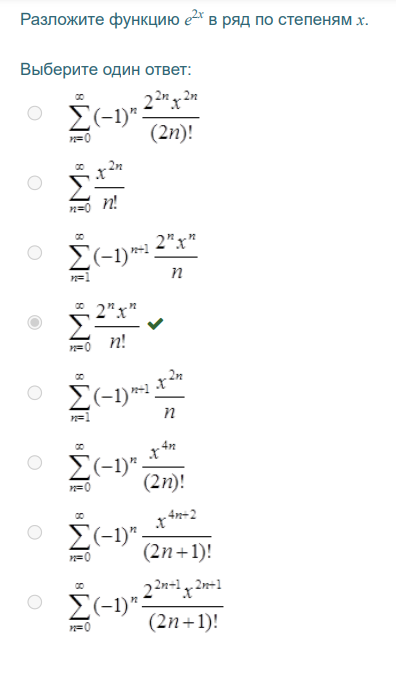 Разложите функцию e^{2x} в ряд по степеням x.
Выберите один ответ:
\sum_{n=0}^{\infty} (-1)^n \frac{2^{2n} x^{2n}}{(2n)!}
\sum_{n=0}^{\infty} \frac{x^{2n}}{n!}
\sum_{n=1}^{\infty} (-1)^{n+1} \frac{2^n x^n}{n}
\sum_{n=0}^{\infty} \frac{2^n x^n}{n!} ✔
\sum_{n=1}^{\infty} (-1)^{n+1} \frac{x^{2n}}{n}
\sum_{n=0}^{\infty} (-1)^n \frac{x^{4n}}{(2n)!}
\sum_{n=0}^{\infty} (-1)^n \frac{x^{4n+2}}{(2n+1)!}
\sum_{n=0}^{\infty} (-1)^n \frac{2^{2n+1} x^{2n+1}}{(2n+1)!}